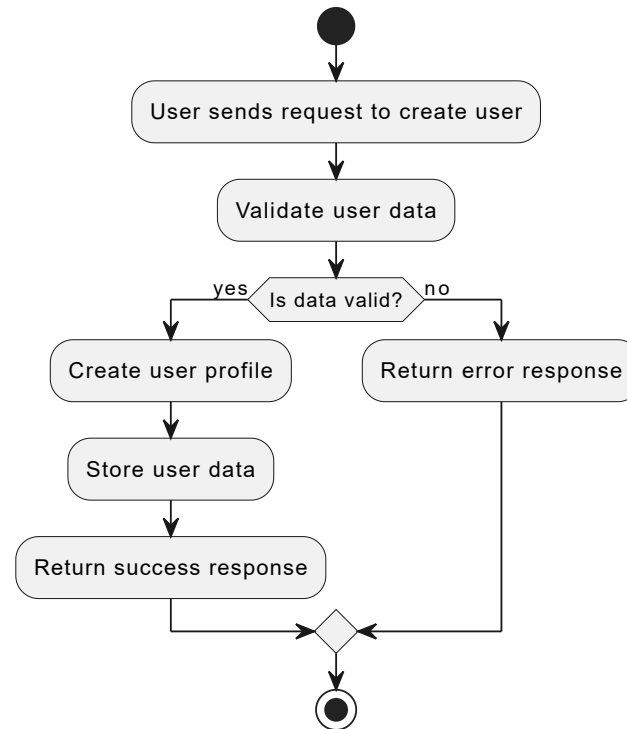 User sends request to create user
Validate user data
yes
Is data valid?
no
Create user profile
Return error response
Store user data
Return success response